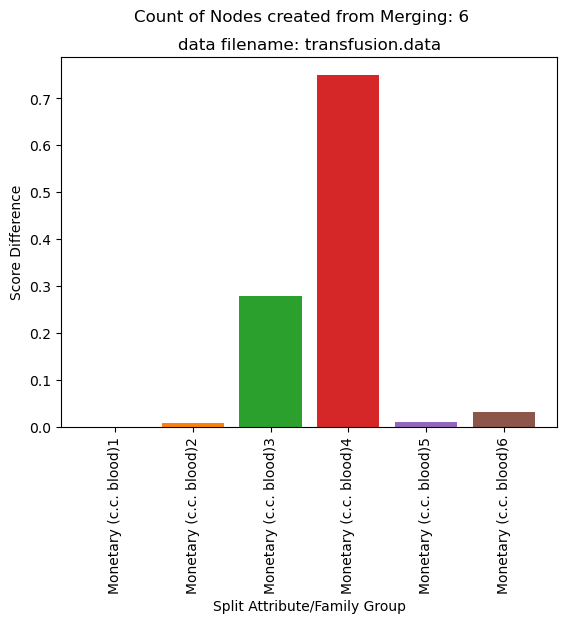 Count of Nodes created from Merging: 6
data filename: transfusion.data
Score Difference
0.7
0.6
0.5
0.4
0.3
0.2
0.1
0.0
Monetary (c.c. blood)1
Monetary (c.c. blood)2
Monetary (c.c. blood)3
Monetary (c.c. blood)4
Monetary (c.c. blood)5
Monetary (c.c. blood)6
Split Attribute/Family Group